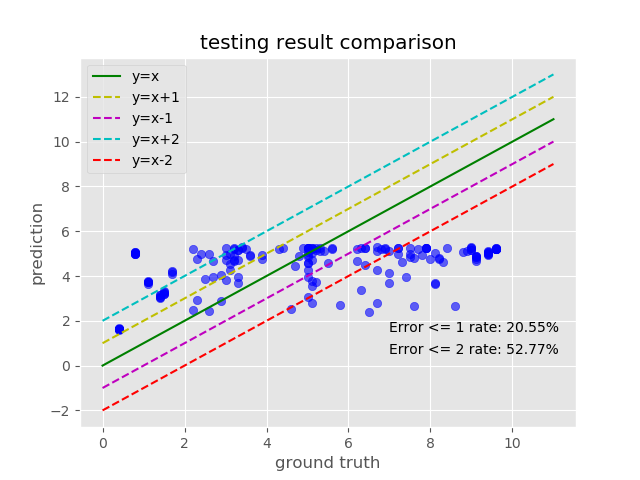 testing result comparison
y=x
y=x+1
y=x-1
y=x+2
y=x-2
12
10
8
6
4
2
0
−2
prediction
Error <= 1 rate: 20.55%
Error <= 2 rate: 52.77%
0 2 4 6 8 10
ground truth